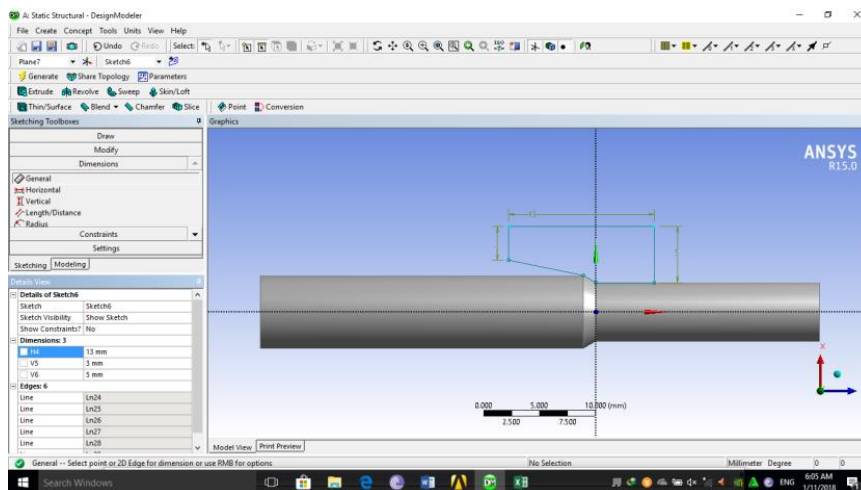 A: Static Structural - DesignModeler
File Create Concept Tools Units View Help
Undo Redo Select:
Plane7 Sketch6
Generate Share Topology Parameters
Extrude Revolve Sweep Skin/Loft
Thin/Surface Blend Chamfer Slice Point Conversion
Sketching Toolboxes Graphics
Draw
Modify
Dimensions
General
Horizontal
Vertical
Length/Distance
Radius
Constraints
Settings
Sketching Modeling
Details View
Details of Sketch6
Sketch Sketch6
Sketch Visibility Show Sketch
Show Constraints? No
Dimensions: 3
H4 13 mm
V5 3 mm
V6 5 mm
Edges: 6
Line Ln24
Line Ln25
Line Ln26
Line Ln27
Line Ln28
ANSYS
R15.0
X
0.000 5.000 10.000 (mm)
2.500 7.500
Model View Print Preview
General -- Select point or 2D Edge for dimension or use RMB for options No Selection Millimeter Degree 0 0
Search Windows ENG 6:05 AM
1/11/2018